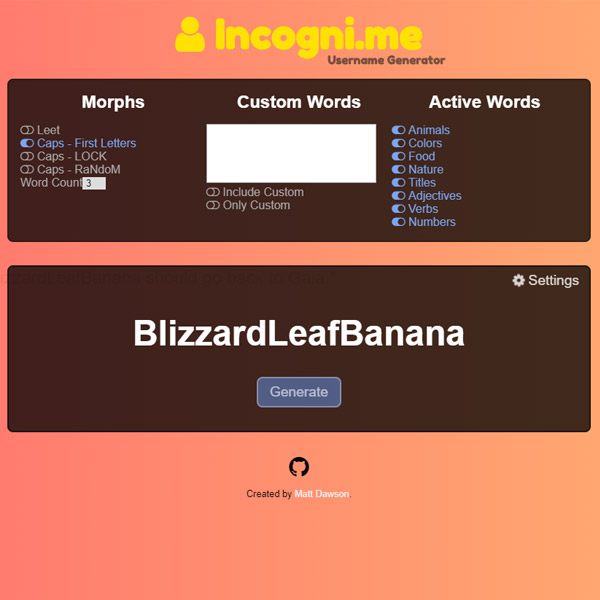 Incogni.me
Username Generator
Morphs
Leet
Caps - First Letters
Caps - LOCK
Caps - RaNdoM
Word Count 3
Custom Words
Include Custom
Only Custom
Active Words
Animals
Colors
Food
Nature
Titles
Adjectives
Verbs
Numbers
Settings
BlizzardLeafBanana
Generate
Created by Matt Dawson.